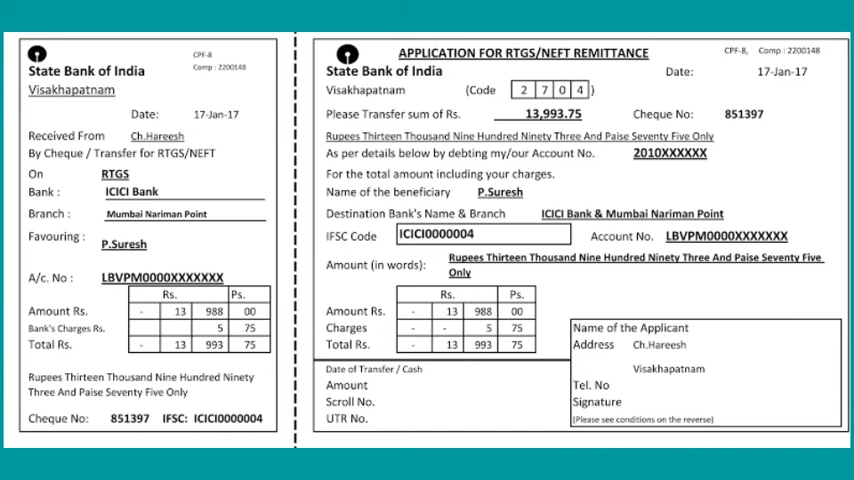 CPF-8
Comp : 2200148
State Bank of India
Visakhapatnam
Date: 17-Jan-17
Received From Ch.Hareesh
By Cheque / Transfer for RTGS/NEFT
On RTGS
Bank : ICICI Bank
Branch : Mumbai Nariman Point
Favouring : P.Suresh
A/c. No : LBVPM0000XXXXXXX
Rs. Ps.
Amount Rs. - 13 988 00
Bank's Charges Rs. 5 75
Total Rs. - 13 993 75
Rupees Thirteen Thousand Nine Hundred Ninety
Three And Paise Seventy Five Only
Cheque No: 851397 IFSC: ICICI0000004
APPLICATION FOR RTGS/NEFT REMITTANCE CPF-8, Comp : 2200148
State Bank of India Date: 17-Jan-17
Visakhapatnam (Code 2 7 0 4 )
Please Transfer sum of Rs. 13,993.75 Cheque No: 851397
Rupees Thirteen Thousand Nine Hundred Ninety Three And Paise Seventy Five Only
As per details below by debting my/our Account No. 2010XXXXXX
For the total amount including your charges.
Name of the beneficiary P.Suresh
Destination Bank's Name & Branch ICICI Bank & Mumbai Nariman Point
IFSC Code ICICI0000004 Account No. LBVPM0000XXXXXXX
Amount (in words): Rupees Thirteen Thousand Nine Hundred Ninety Three And Paise Seventy Five
Only
Rs. Ps.
Amount Rs. - 13 988 00
Charges - - 5 75
Total Rs. - 13 993 75
Date of Transfer / Cash
Amount
Scroll No.
UTR No.
Name of the Applicant
Address Ch.Hareesh
Visakhapatnam
Tel. No
Signature
(Please see conditions on the reverse)